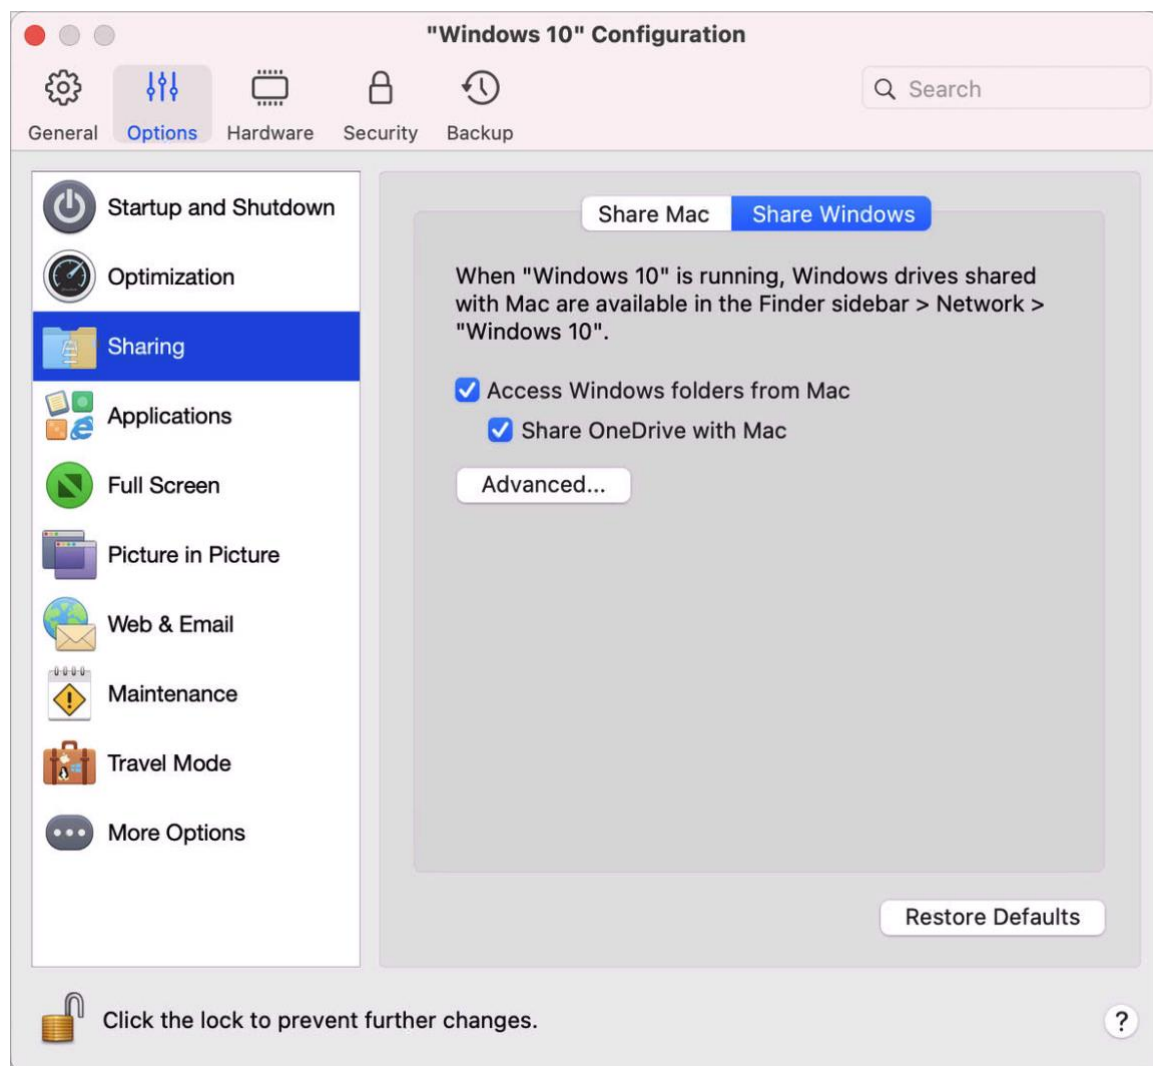 "Windows 10" Configuration
General
Options
Hardware
Security
Backup
Search
Startup and Shutdown
Optimization
Sharing
Applications
Full Screen
Picture in Picture
Web & Email
Maintenance
Travel Mode
More Options
Share Mac
Share Windows
When "Windows 10" is running, Windows drives shared
with Mac are available in the Finder sidebar > Network >
"Windows 10".
Access Windows folders from Mac
Share OneDrive with Mac
Advanced...
Restore Defaults
Click the lock to prevent further changes.
?